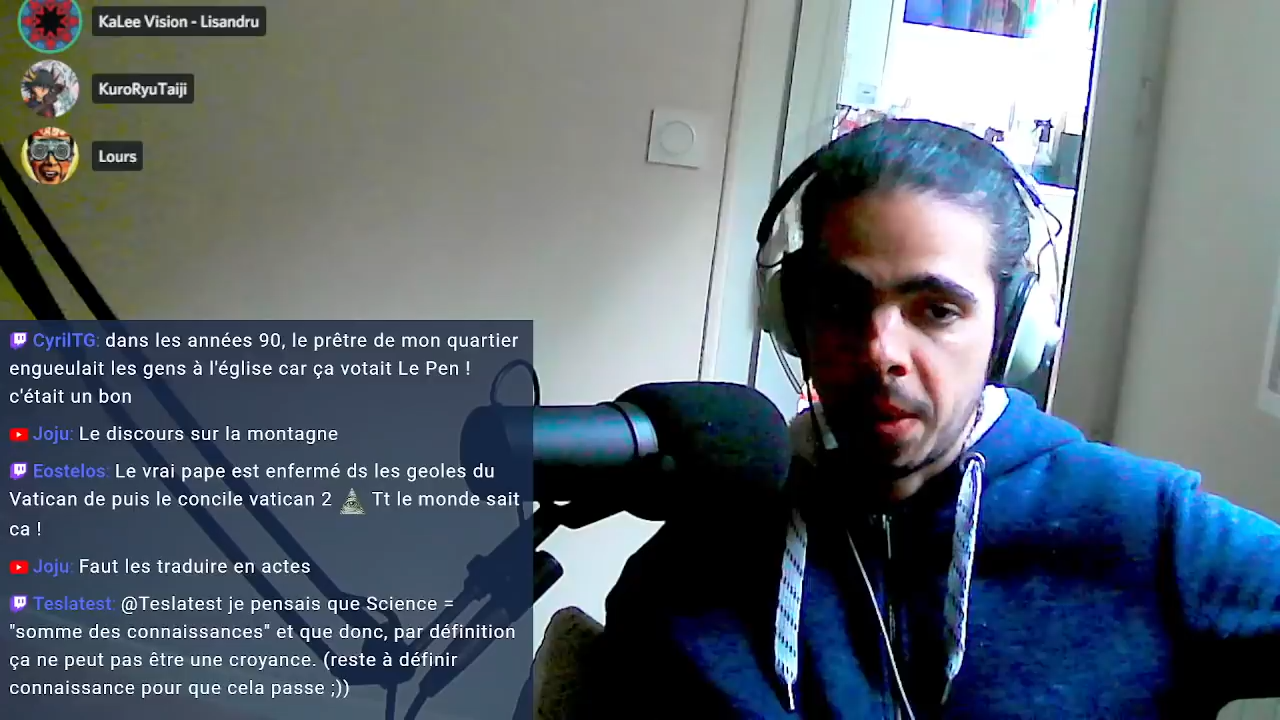 KaLee Vision - Lisandru
KuroRyuTaiji
Lours
CyrilTG: dans les années 90, le prêtre de mon quartier
engueulait les gens à l'église car ça votait Le Pen !
c'était un bon
Joju: Le discours sur la montagne
Eostelos: Le vrai pape est enfermé ds les geoles du
Vatican de puis le concile vatican 2 Tt le monde sait
ca !
Joju: Faut les traduire en actes
Teslatest: @Teslatest je pensais que Science =
"somme des connaissances" et que donc, par définition
ça ne peut pas être une croyance. (reste à définir
connaissance pour que cela passe ;))